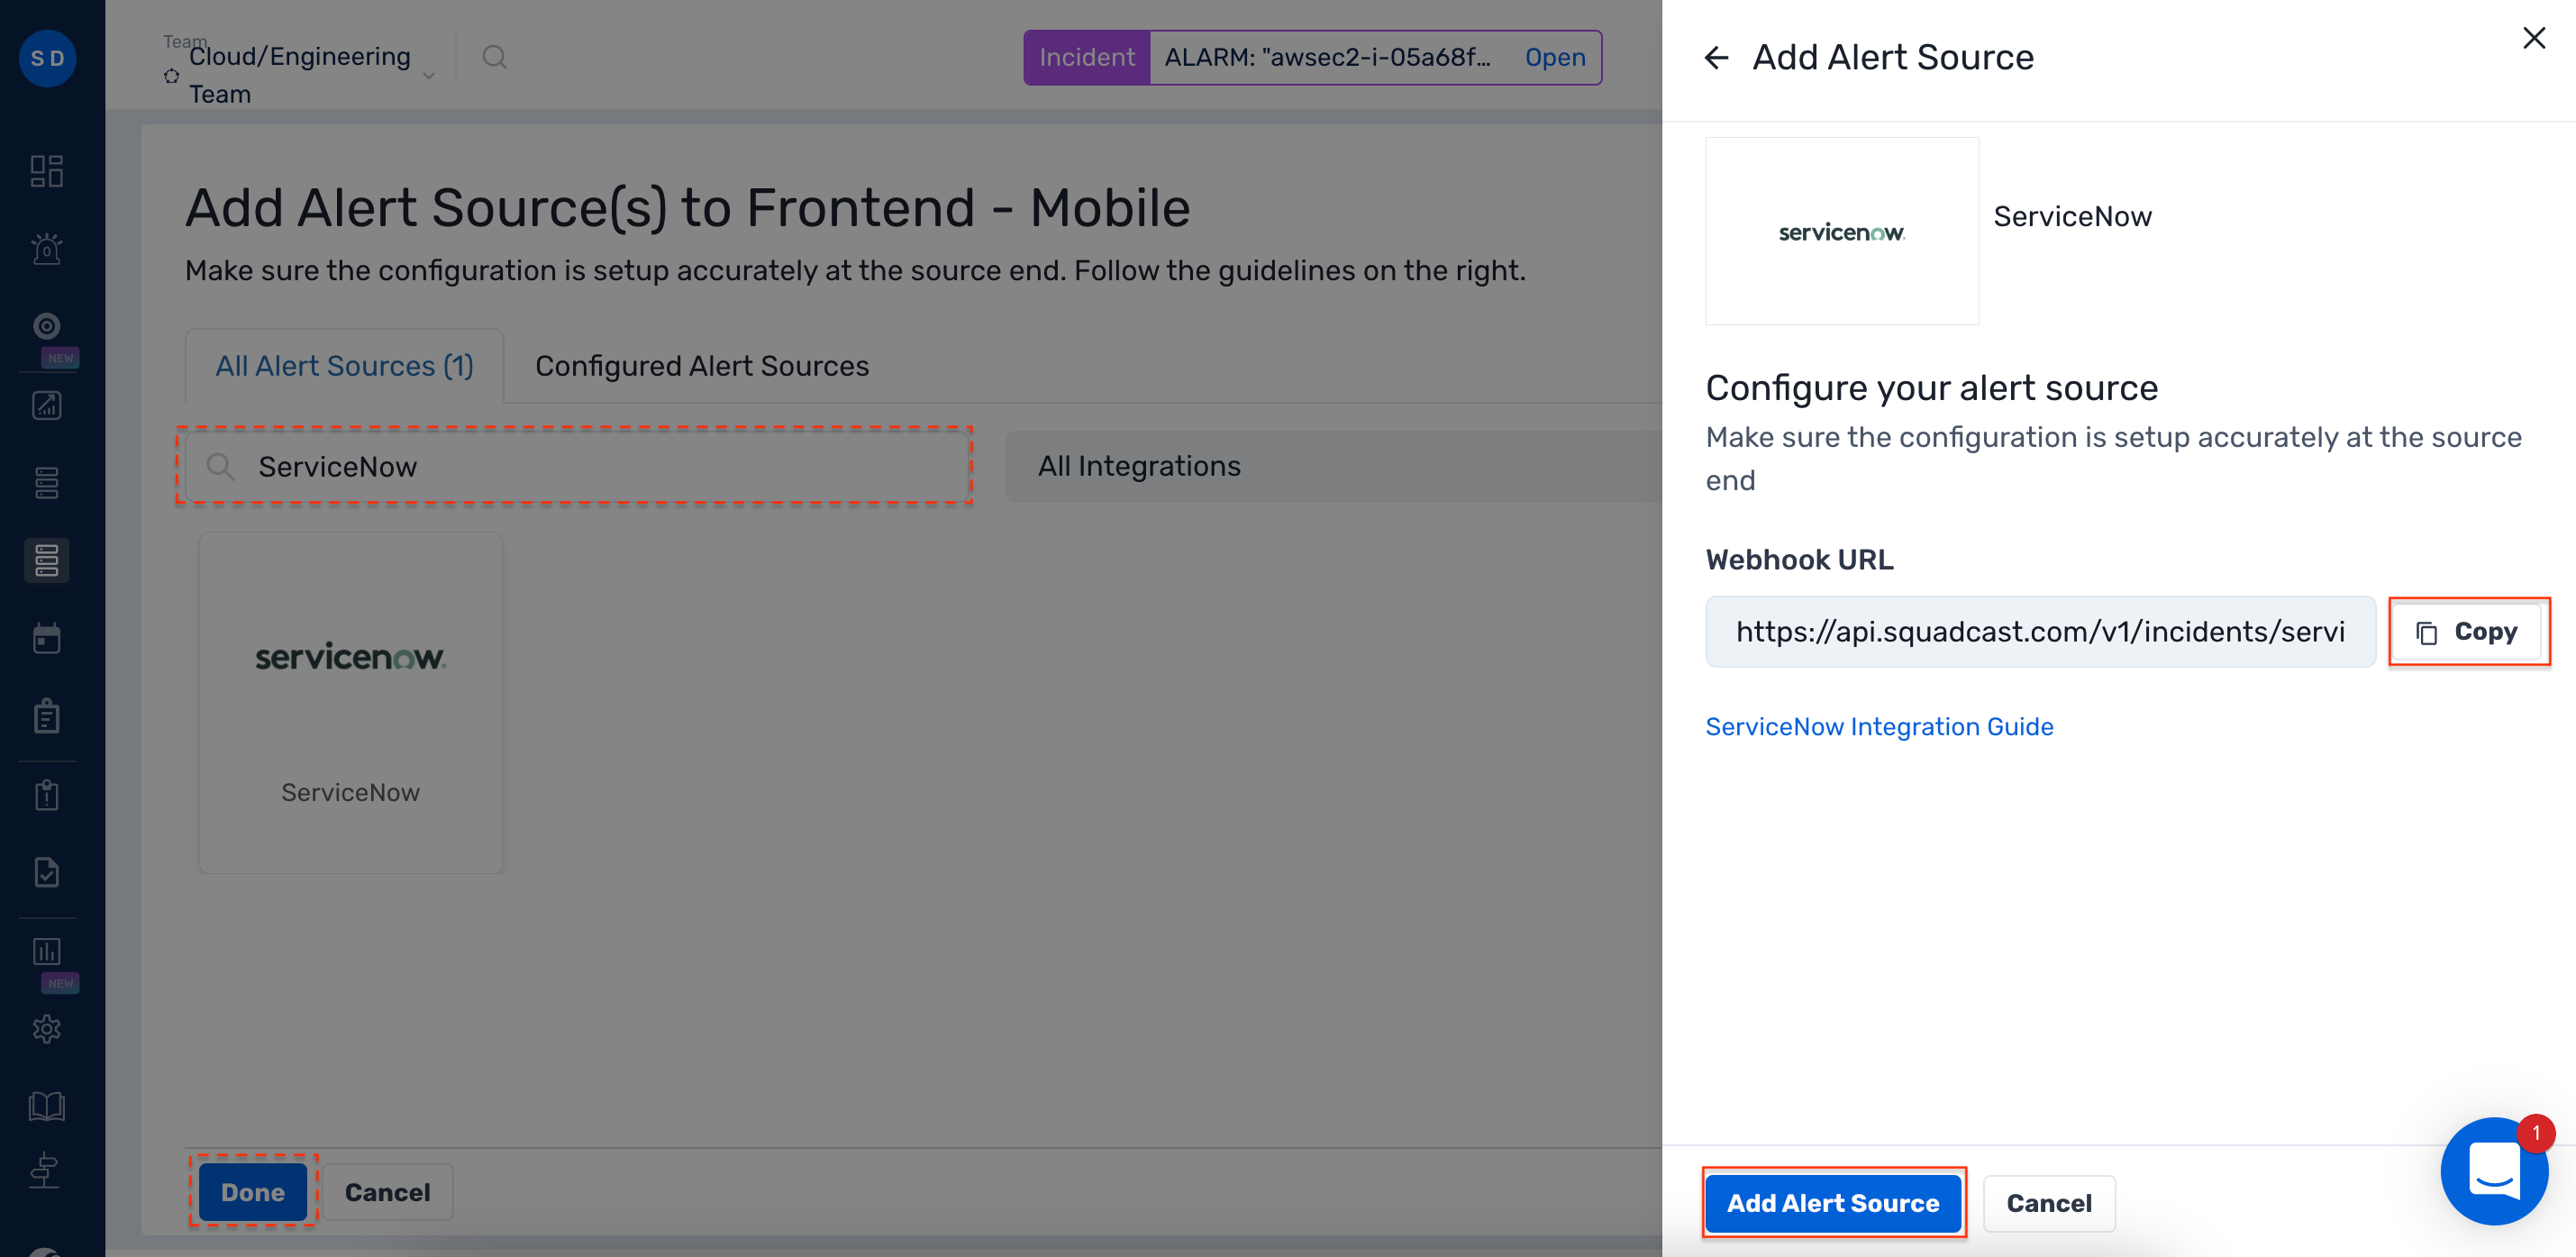 S D
Team
Cloud/Engineering
Team
Incident
ALARM: "awsec2-i-05a68f...
Open
Add Alert Source
Add Alert Source(s) to Frontend - Mobile
Make sure the configuration is setup accurately at the source end. Follow the guidelines on the right.
NEW
All Alert Sources (1)
Configured Alert Sources
ServiceNow
All Integrations
servicenow.
ServiceNow
NEW
Done
Cancel
servicenow.
ServiceNow
Configure your alert source
Make sure the configuration is setup accurately at the source
end
Webhook URL
https://api.squadcast.com/v1/incidents/servi
Copy
ServiceNow Integration Guide
1
Add Alert Source
Cancel